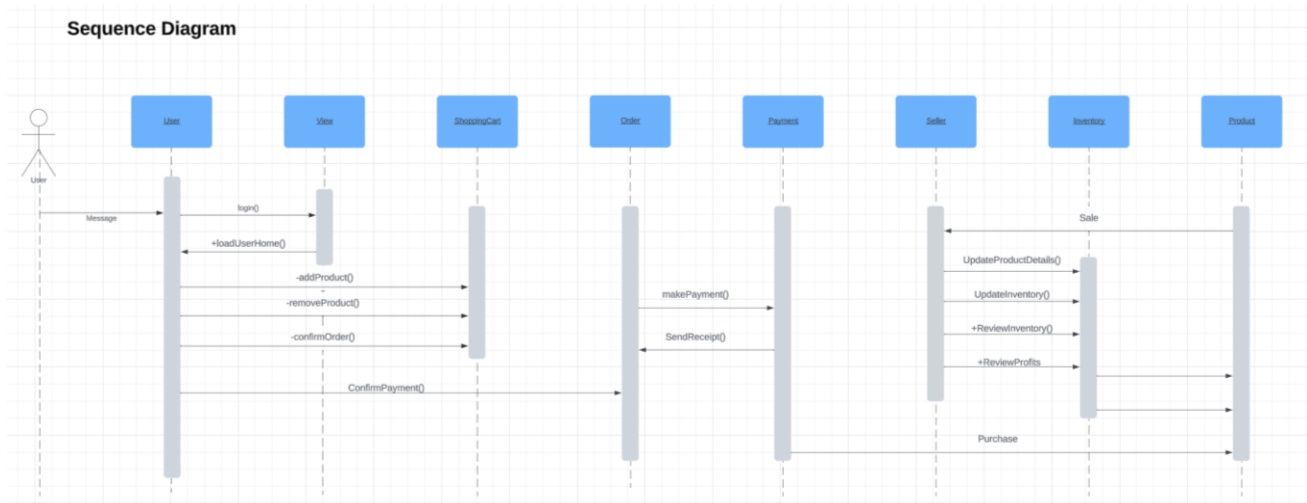 Sequence Diagram
User
View
ShoppingCart
Order
Payment
Seller
Inventory
Product
User
Message
login()
+loadUserHome()
-addProduct()
-removeProduct()
-confirmOrder()
ConfirmPayment()
makePayment()
SendReceipt()
Sale
UpdateProductDetails()
UpdateInventory()
+ReviewInventory()
+ReviewProfits
Purchase